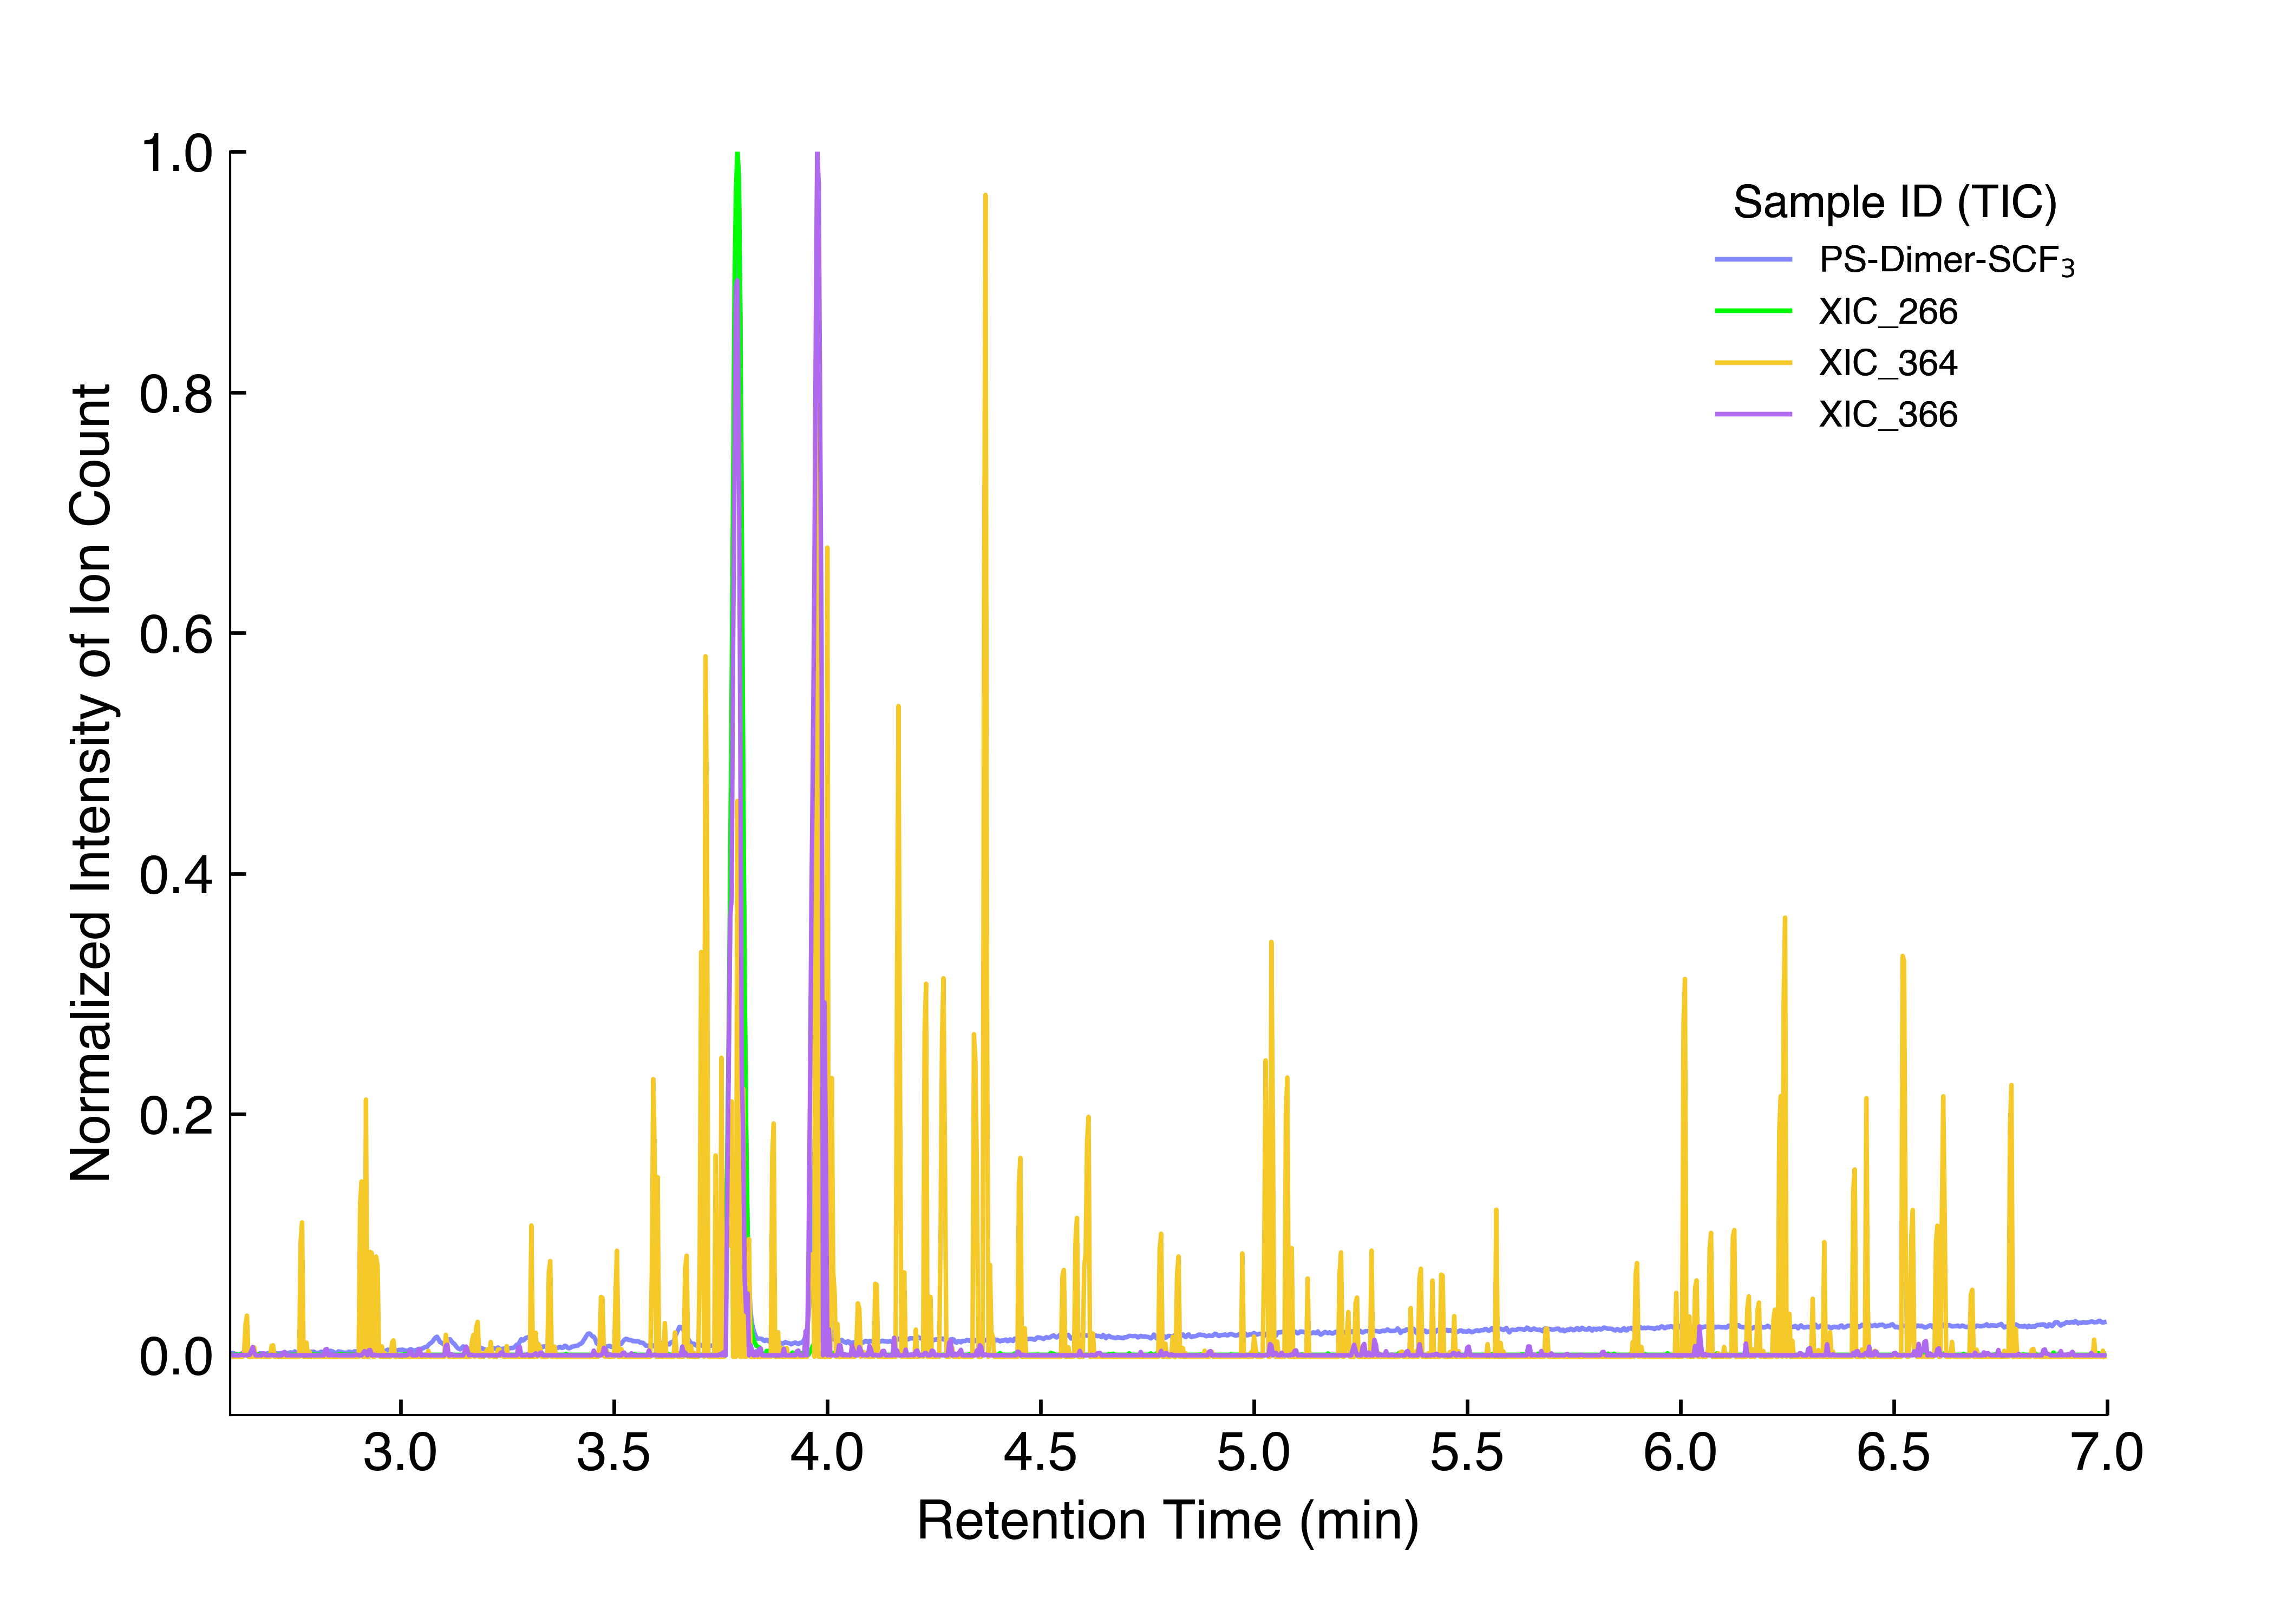 1.0
0.8
0.6
0.4
0.2
0.0
Normalized Intensity of Ion Count
Sample ID (TIC)
PS-Dimer-SCF₃
XIC_266
XIC_364
XIC_366
3.0 3.5 4.0 4.5 5.0 5.5 6.0 6.5 7.0
Retention Time (min)